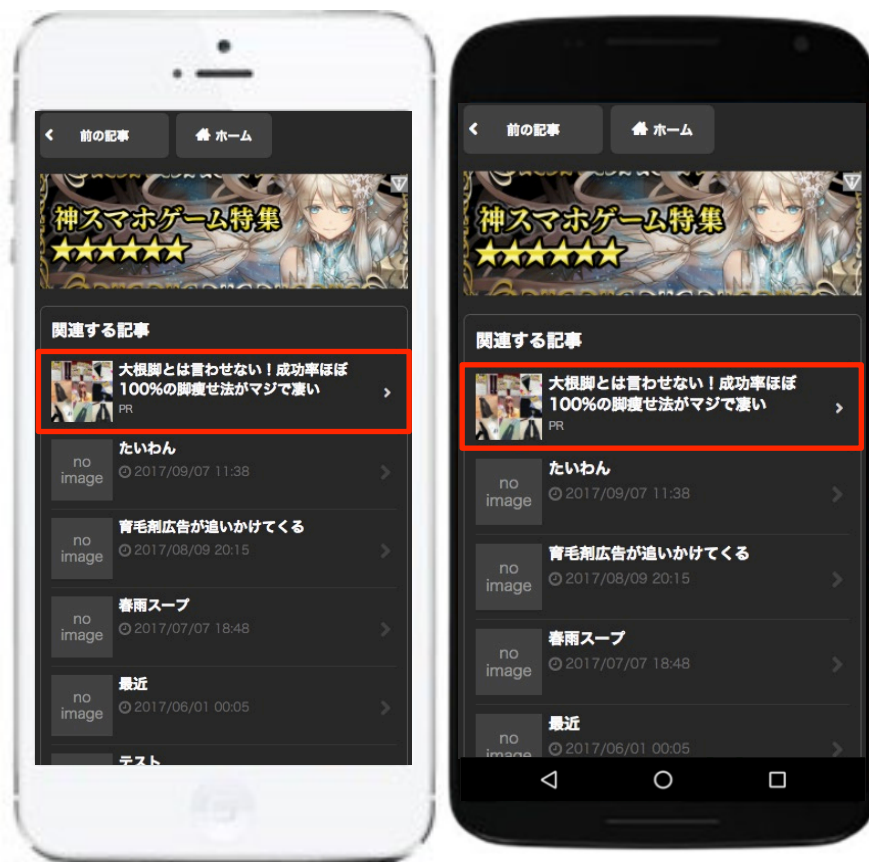 前の記事
ホーム
神スマホゲーム特集
★★★★★★
関連する記事
大根脚とは言わせない！成功率ほぼ
100%の脚痩せ法がマジで凄い
PR
no
image
たいわん
2017/09/07 11:38
no
image
育毛剤広告が追いかけてくる
2017/08/09 20:15
no
image
春雨スープ
2017/07/07 18:48
no
image
最近
2017/06/01 00:05
テスト
前の記事
ホーム
神スマホゲーム特集
★★★★★★
関連する記事
大根脚とは言わせない！成功率ほぼ
100%の脚痩せ法がマジで凄い
PR
no
image
たいわん
2017/09/07 11:38
no
image
育毛剤広告が追いかけてくる
2017/08/09 20:15
no
image
春雨スープ
2017/07/07 18:48
no
image
最近
2017/06/01 00:05